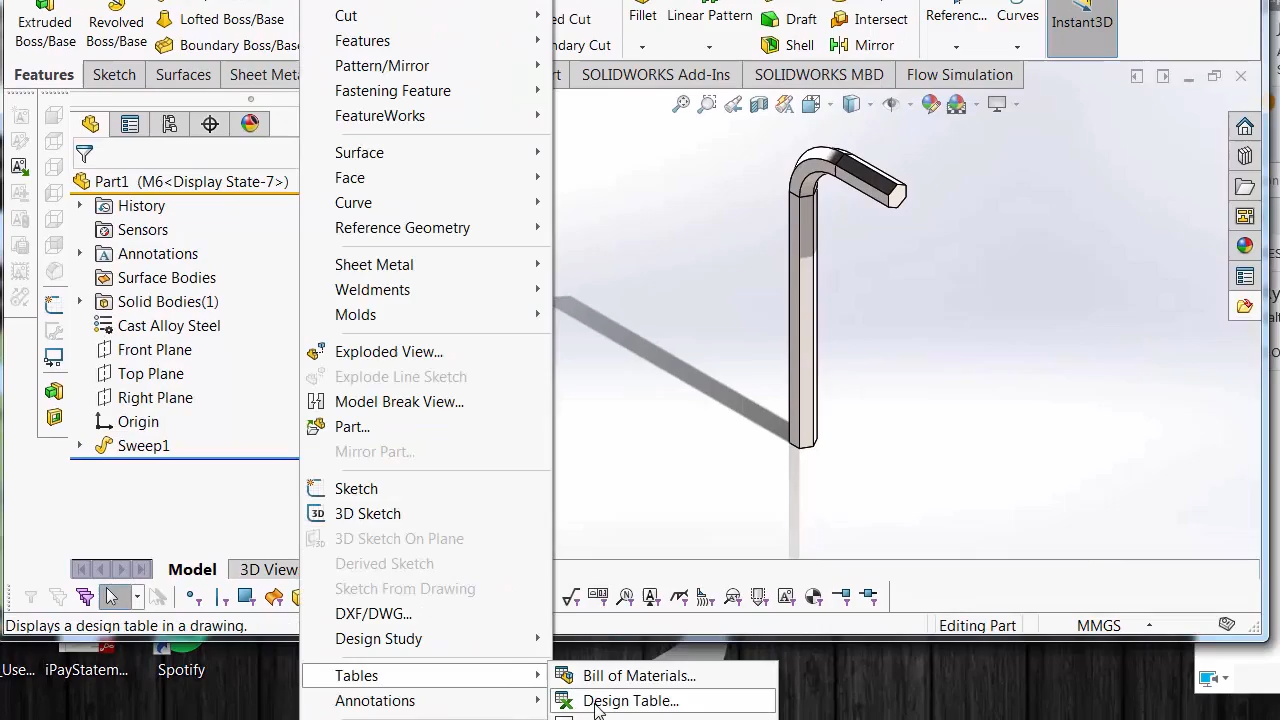 Extruded
Boss/Base
Revolved
Boss/Base
Lofted Boss/Base
Boundary Boss/Base
Cut
Features
Pattern/Mirror
Fastening Feature
FeatureWorks
Surface
Face
Curve
Reference Geometry
Sheet Metal
Weldments
Molds
Exploded View...
Explode Line Sketch
Model Break View...
Part...
Mirror Part...
Sketch
3D Sketch
3D Sketch On Plane
Derived Sketch
Sketch From Drawing
DXF/DWG...
Design Study
Tables
Annotations
Bill of Materials...
Design Table...
ed Cut
ndary Cut
Fillet
Linear Pattern
Draft
Shell
Intersect
Mirror
Referenc...
Curves
Instant3D
Features
Sketch
Surfaces
Sheet Meta
SOLIDWORKS Add-Ins
SOLIDWORKS MBD
Flow Simulation
Part1 (M6<Display State-7>)
History
Sensors
Annotations
Surface Bodies
Solid Bodies(1)
Cast Alloy Steel
Front Plane
Top Plane
Right Plane
Origin
Sweep1
Model
3D View
Displays a design table in a drawing.
Editing Part
MMGS
_Use...
iPayStatem...
Spotify